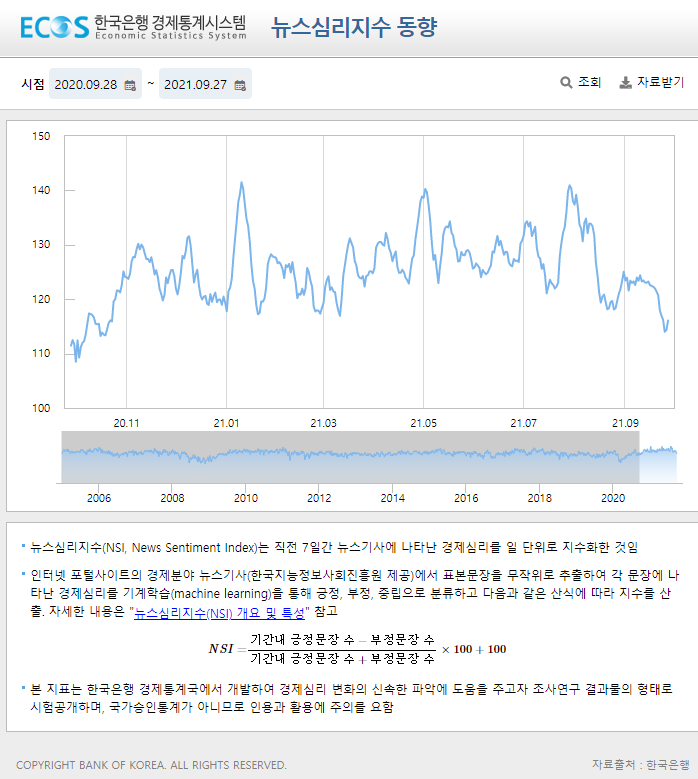 ECOS 한국은행 경제통계시스템
Economic Statistics System
뉴스심리지수 동향
시점 2020.09.28 ~ 2021.09.27 조회 자료받기
150
140
130
120
110
100
20.11 21.01 21.03 21.05 21.07 21.09
2006 2008 2010 2012 2014 2016 2018 2020
뉴스심리지수(NSI, News Sentiment Index)는 직전 7일간 뉴스기사에 나타난 경제심리를 일 단위로 지수화한 것임
인터넷 포털사이트의 경제분야 뉴스기사(한국지능정보사회진흥원 제공)에서 표본문장을 무작위로 추출하여 각 문장에 나
타난 경제심리를 기계학습(machine learning)을 통해 긍정, 부정, 중립으로 분류하고 다음과 같은 산식에 따라 지수를 산
출. 자세한 내용은 "뉴스심리지수(NSI) 개요 및 특성" 참고
기간내 긍정문장 수 − 부정문장 수
NSI = × 100 + 100
기간내 긍정문장 수 + 부정문장 수
본 지표는 한국은행 경제통계국에서 개발하여 경제심리 변화의 신속한 파악에 도움을 주고자 조사연구 결과물의 형태로
시험공개하며, 국가승인통계가 아니므로 인용과 활용에 주의를 요함
COPYRIGHT BANK OF KOREA. ALL RIGHTS RESERVED. 자료출처 : 한국은행